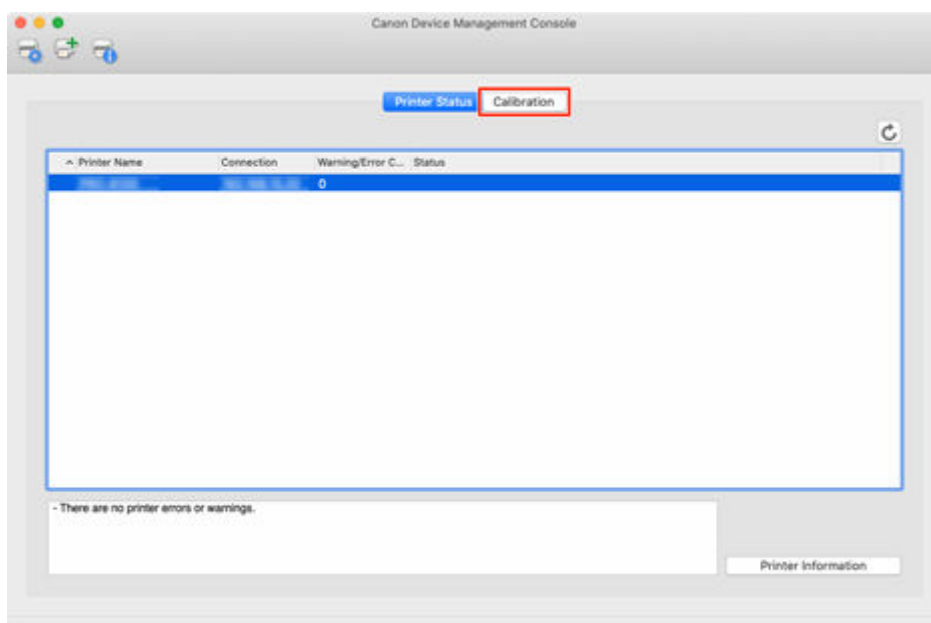 Canon Device Management Console
Printer Status Calibration
Printer Name Connection Warning/Error C... Status
0
- There are no printer errors or warnings.
Printer Information